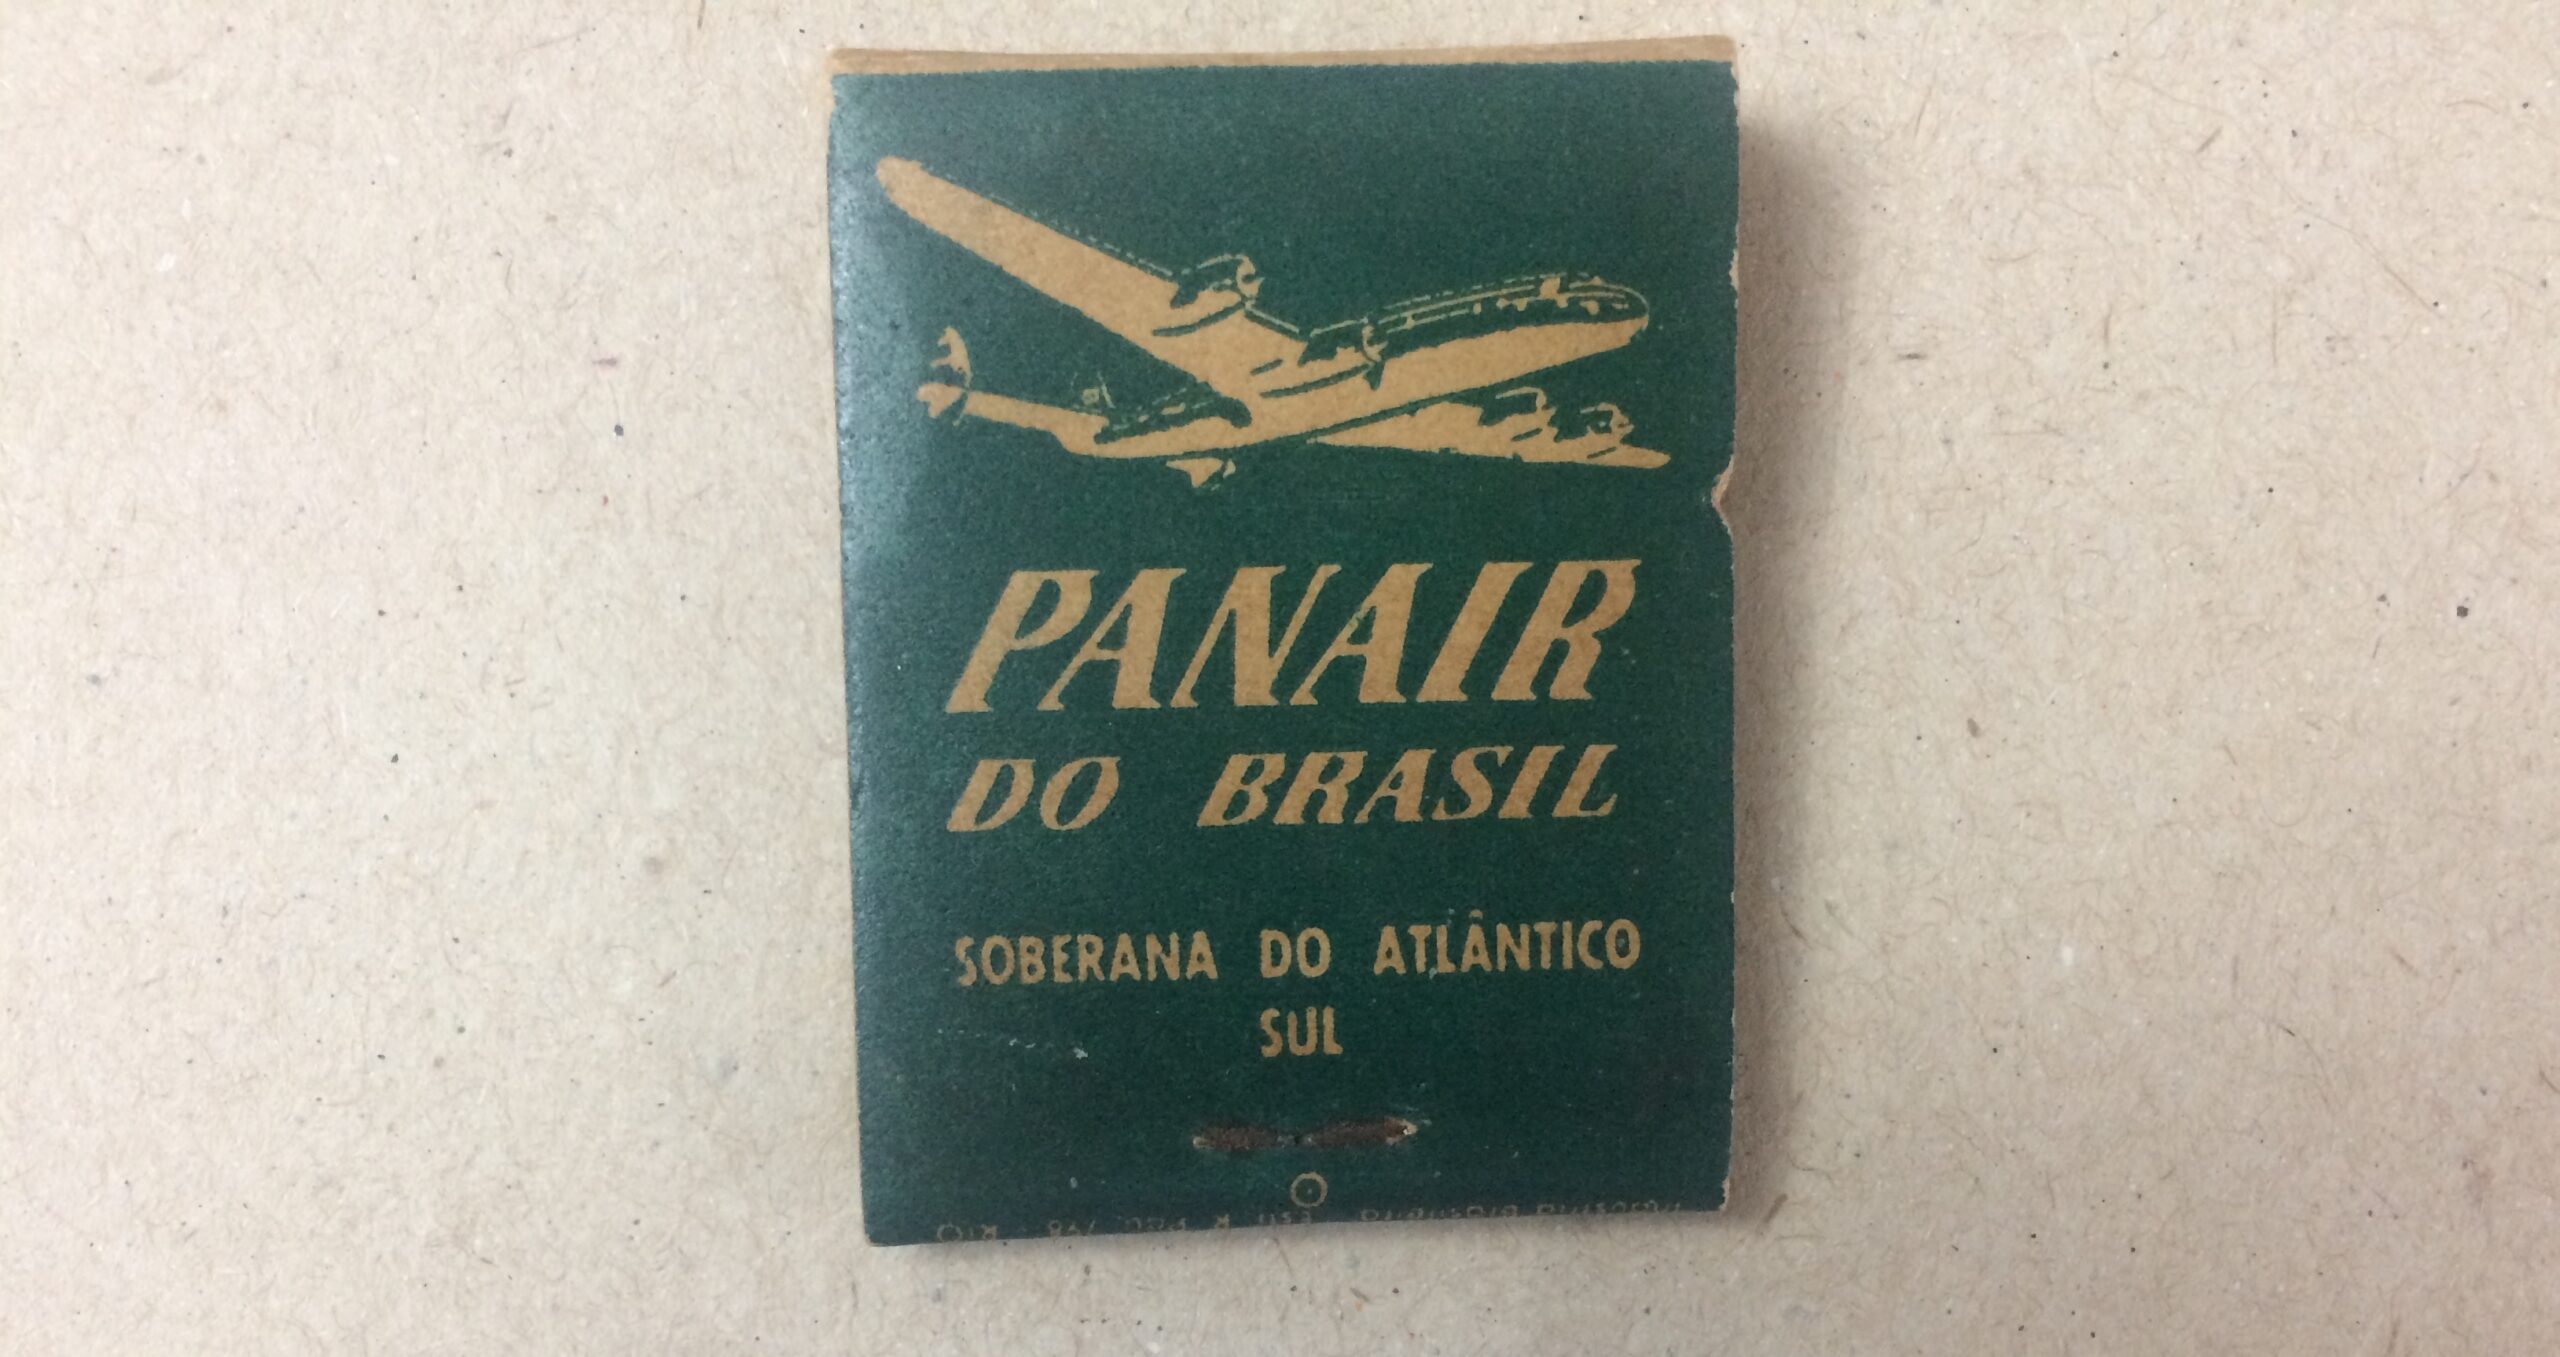 PANAIR
DO BRASIL
SOBERANA DO ATLÂNTICO
SUL